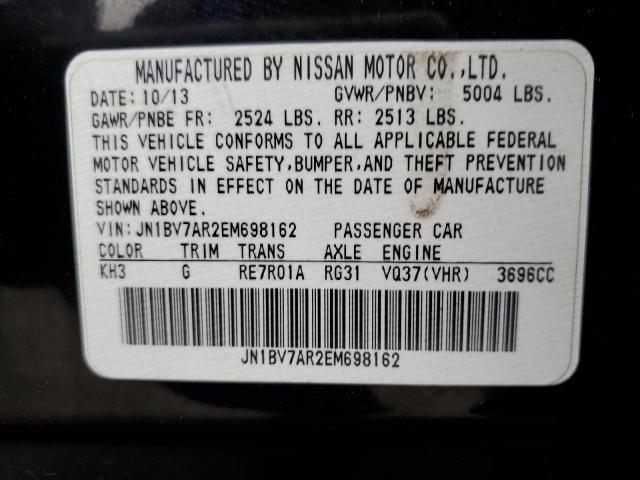 MANUFACTURED BY NISSAN MOTOR CO.,LTD.
DATE: 10/13 GVWR/PNBV: 5004 LBS.
GAWR/PNBE FR: 2524 LBS. RR: 2513 LBS.
THIS VEHICLE CONFORMS TO ALL APPLICABLE FEDERAL
MOTOR VEHICLE SAFETY,BUMPER,AND THEFT PREVENTION
STANDARDS IN EFFECT ON THE DATE OF MANUFACTURE
SHOWN ABOVE.
VIN: JN1BV7AR2EM698162 PASSENGER CAR
COLOR TRIM TRANS AXLE ENGINE
KH3 G RE7R01A RG31 VQ37(VHR) 3696CC
JN1BV7AR2EM698162